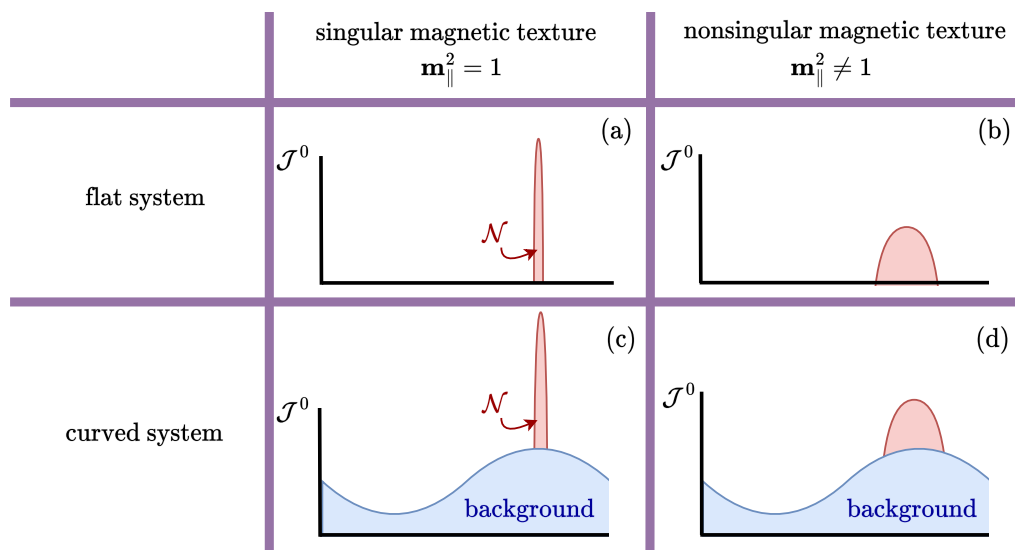 singular magnetic texture
𝐦∥² = 1
nonsingular magnetic texture
𝐦∥² ≠ 1
flat system
(a)
𝒥⁰
𝒩
(b)
𝒥⁰
curved system
(c)
𝒥⁰
𝒩
background
(d)
𝒥⁰
background